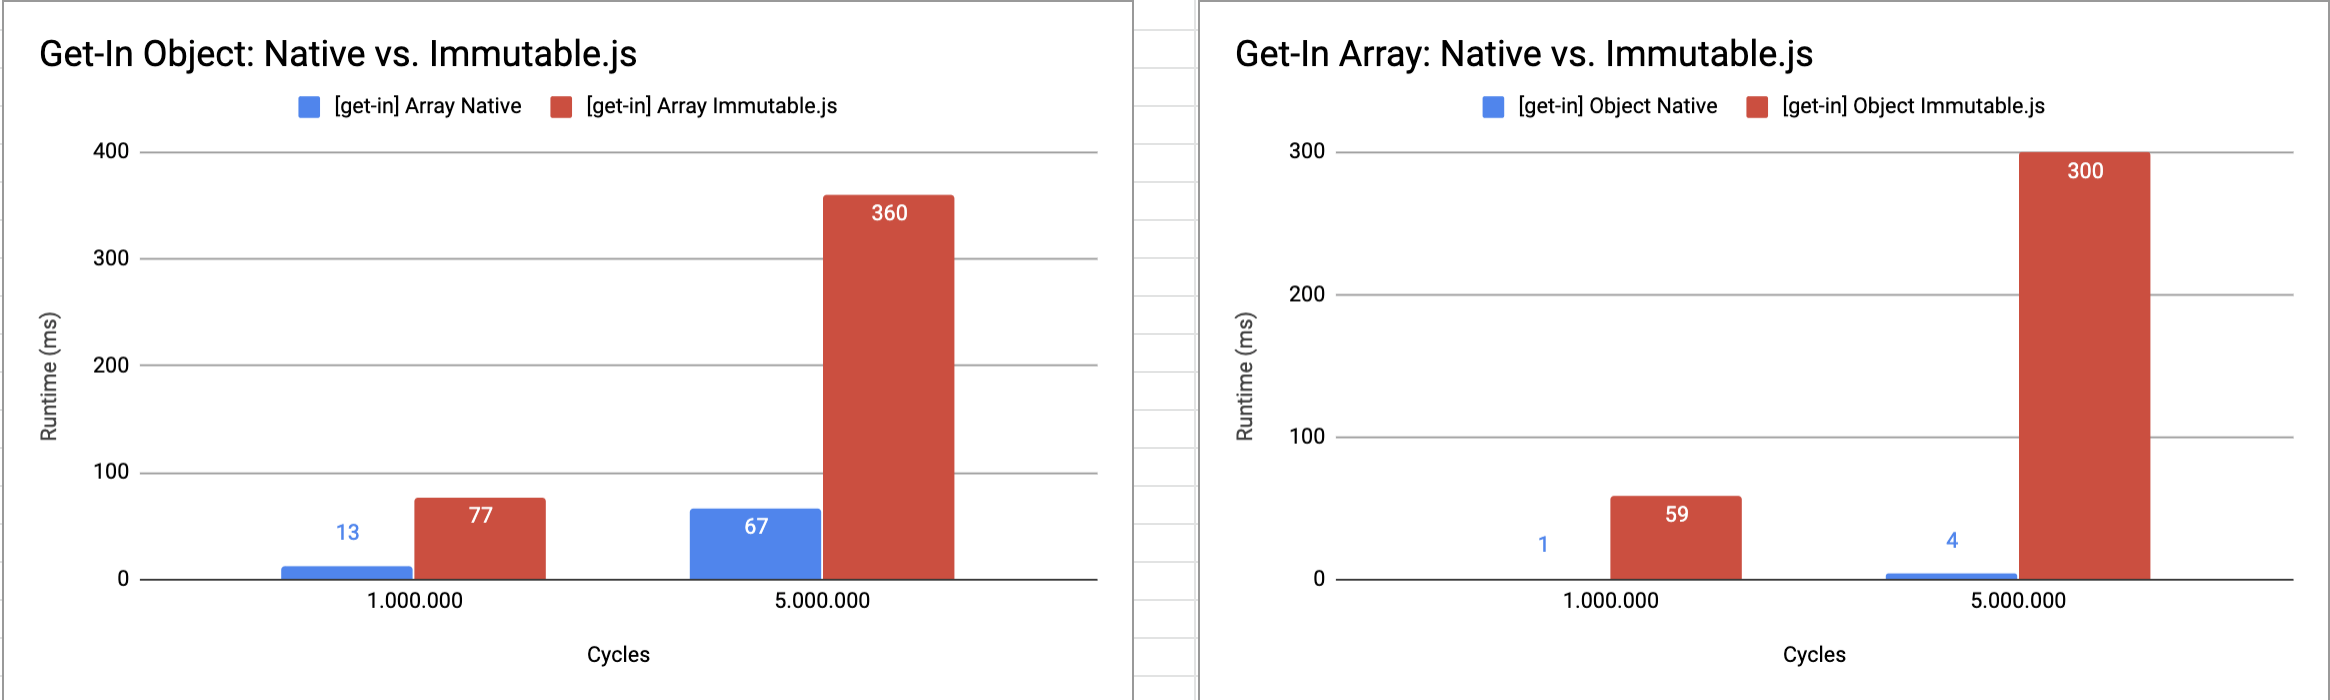 Get-In Object: Native vs. Immutable.js
[get-in] Array Native [get-in] Array Immutable.js
400
300
200
100
0
Runtime (ms)
13
77
67
360
1.000.000 5.000.000
Cycles
Get-In Array: Native vs. Immutable.js
[get-in] Object Native [get-in] Object Immutable.js
300
200
100
0
Runtime (ms)
1
59
4
300
1.000.000 5.000.000
Cycles